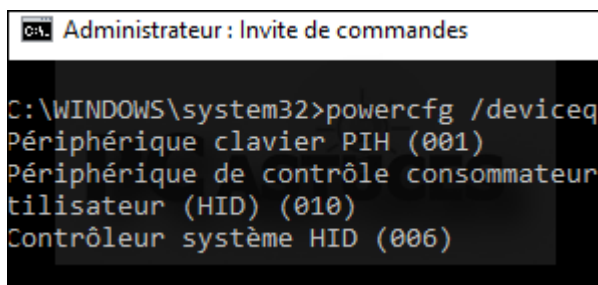 Administrateur : Invite de commandes
C:\WINDOWS\system32>powercfg /deviceq
Périphérique clavier PIH (001)
Périphérique de contrôle consommateur
tilisateur (HID) (010)
Contrôleur système HID (006)